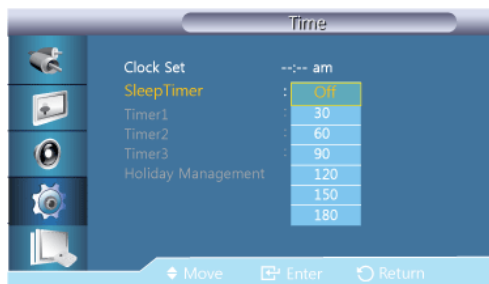 Time
Clock Set --:-- am
SleepTimer : Off
Timer1 : 30
Timer2 : 60
Timer3 : 90
Holiday Management 120
150
180
Move Enter Return